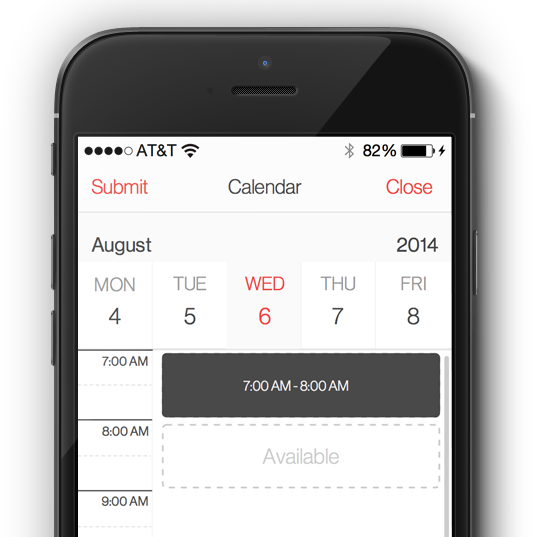 AT&T 82%
Submit Calendar Close
August 2014
MON TUE WED THU FRI
4 5 6 7 8
7:00 AM
7:00 AM - 8:00 AM
8:00 AM
Available
9:00 AM